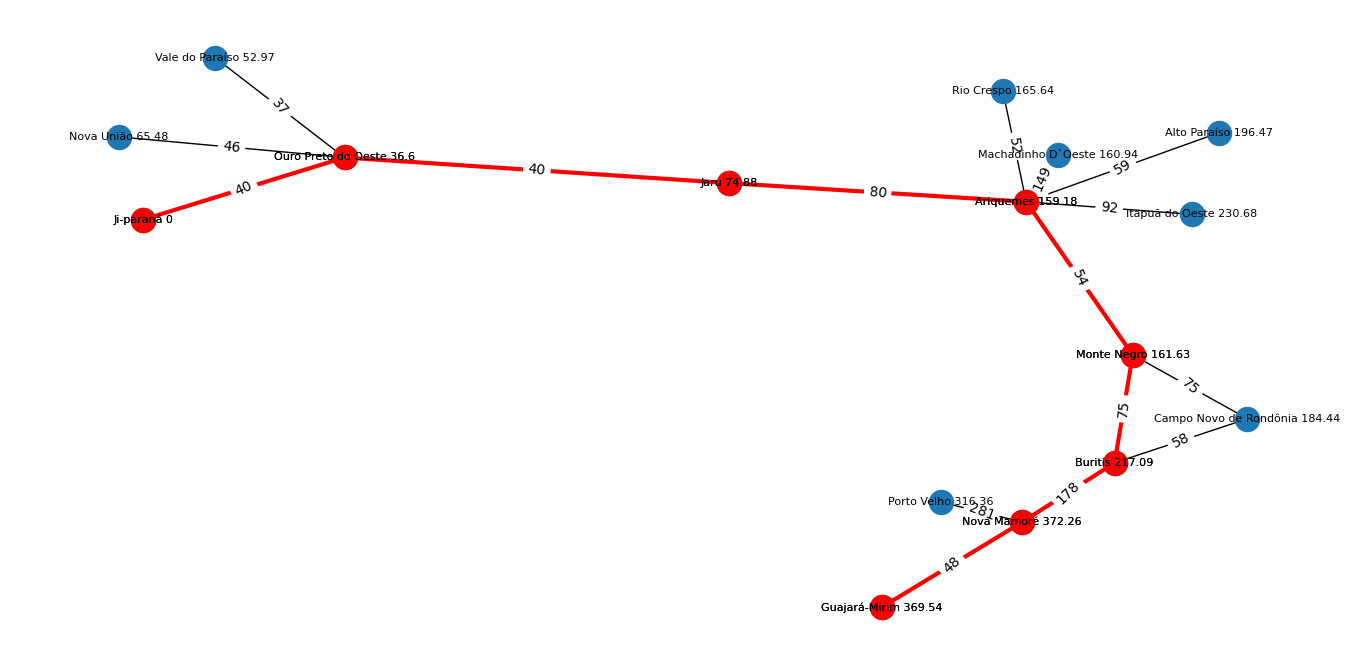 Vale do Paraíso 52.97
37
Nova União 65.48
46
Ouro Preto do Oeste 36.6
40
Ji-paraná 0
40
Jaru 74.88
80
Rio Crespo 165.64
52
Machadinho D`Oeste 160.94
149
Alto Paraíso 196.47
59
Ariquemes 159.18
92
Itapuã do Oeste 230.68
54
Monte Negro 161.63
75
75
Campo Novo de Rondônia 184.44
58
Buritis 217.09
178
Porto Velho 316.36
281
Nova Mamoré 372.26
48
Guajará-Mirim 369.54